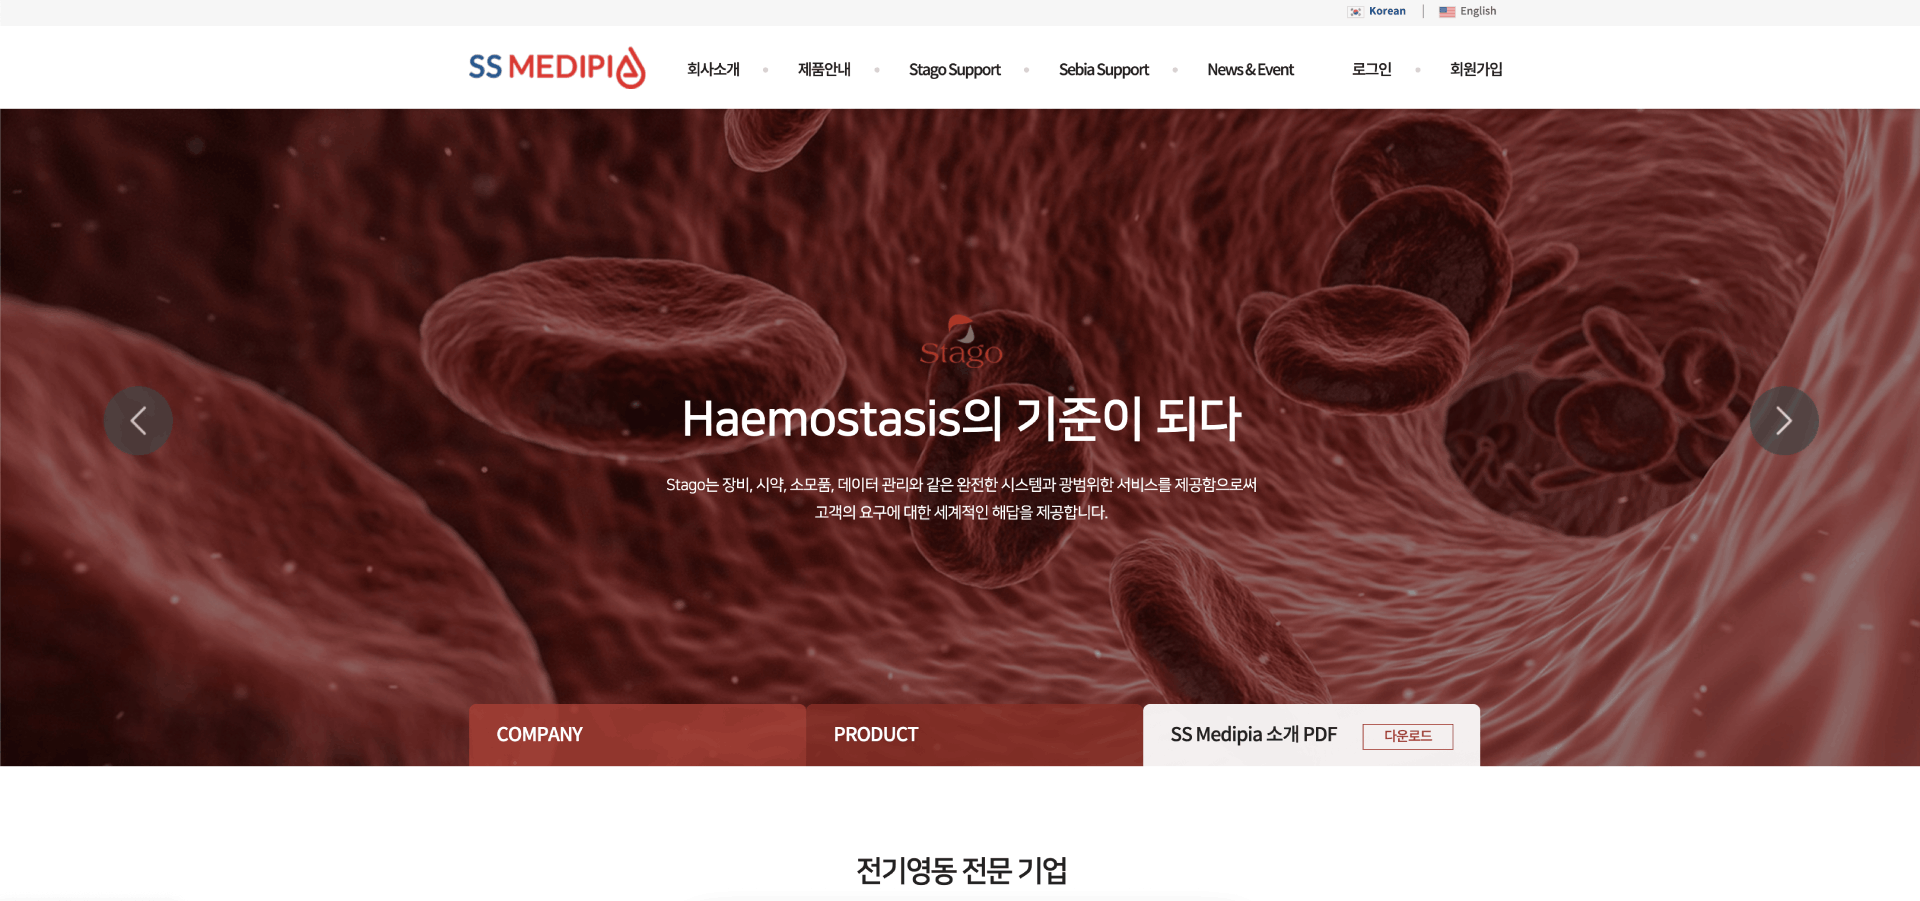 Korean
English
SS MEDIPIA
회사소개
제품안내
Stago Support
Sebia Support
News & Event
로그인
회원가입
Stago
Haemostasis의 기준이 되다
Stago는 장비, 시약, 소모품, 데이터 관리와 같은 완전한 시스템과 광범위한 서비스를 제공함으로써
고객의 요구에 대한 세계적인 해답을 제공합니다.
COMPANY
PRODUCT
SS Medipia 소개 PDF
다운로드
전기영동 전문 기업